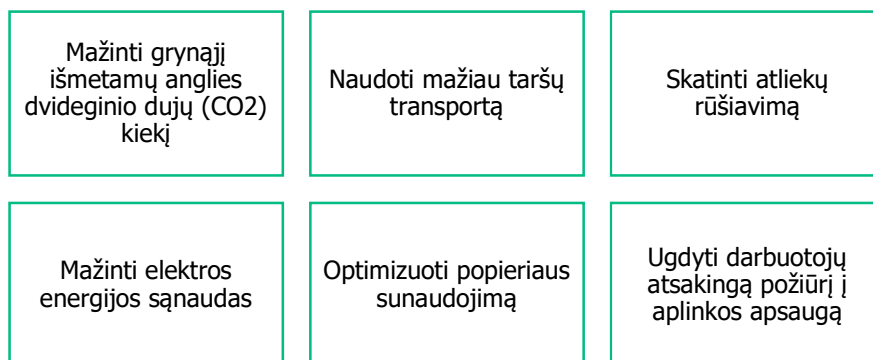 Mažinti grynąjį
išmetamų anglies
dvideginio dujų (CO2)
kiekį
Naudoti mažiau taršų
transportą
Skatinti atliekų
rūšiavimą
Mažinti elektros
energijos sąnaudas
Optimizuoti popieriaus
sunaudojimą
Ugdyti darbuotojų
atsakingą požiūrį į
aplinkos apsaugą